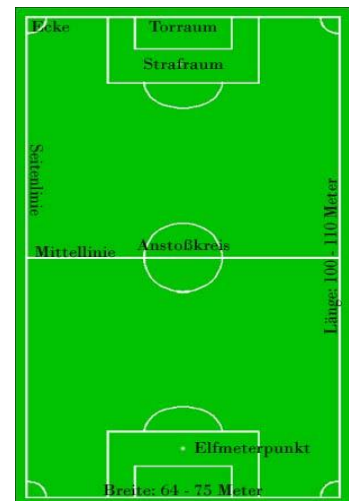 Ecke
Torraum
Strafraum
Seitenlinie
Mittellinie
Anstoßkreis
Länge: 100 - 110 Meter
Elfmeterpunkt
Breite: 64 - 75 Meter